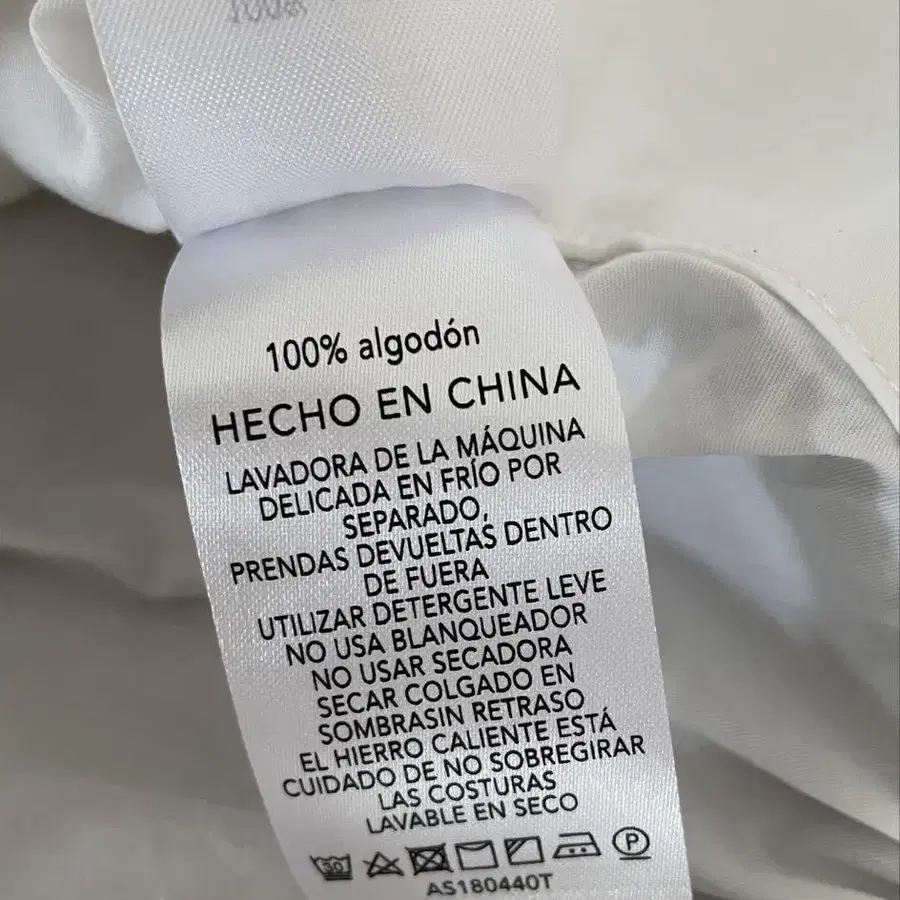 100%
100% algodón
HECHO EN CHINA
LAVADORA DE LA MÁQUINA
DELICADA EN FRÍO POR
SEPARADO,
PRENDAS DEVUELTAS DENTRO
DE FUERA
UTILIZAR DETERGENTE LEVE
NO USA BLANQUEADOR
NO USAR SECADORA
SECAR COLGADO EN
SOMBRASIN RETRASO
EL HIERRO CALIENTE ESTÁ
CUIDADO DE NO SOBREGIRAR
LAS COSTURAS
LAVABLE EN SECO
30 P
AS180440T